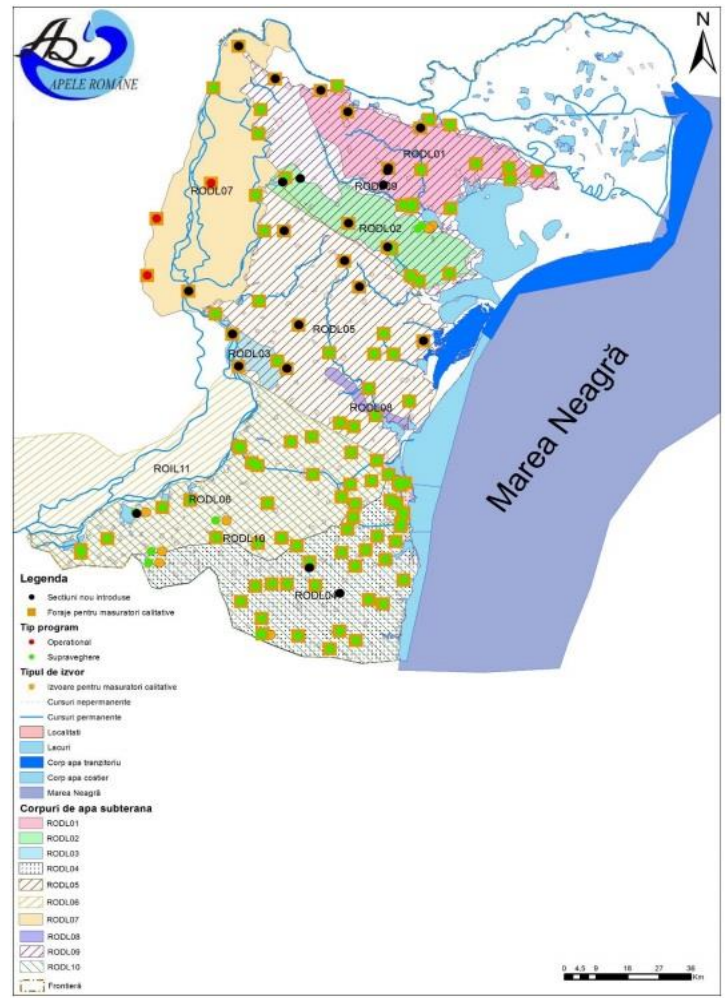 APELE ROMÂNE
N
RODL01
RODL09
RODL07
RODL02
RODL05
RODL03
RODL08
ROIL11
RODL06
RODL10
RODL04
Marea Neagră
Legenda
Sectiuni nou introduse
Foraje pentru masuratori calitative
Tip program
Operational
Supraveghere
Tipul de izvor
Izvoare pentru masuratori calitative
Cursuri nepermanente
Cursuri permanente
Localitati
Lacuri
Corp apa tranzitoriu
Corp apa costier
Marea Neagră
Corpuri de apa subterana
RODL01
RODL02
RODL03
RODL04
RODL05
RODL06
RODL07
RODL08
RODL09
RODL10
Frontieră
0 4.5 9 18 27 36
Km